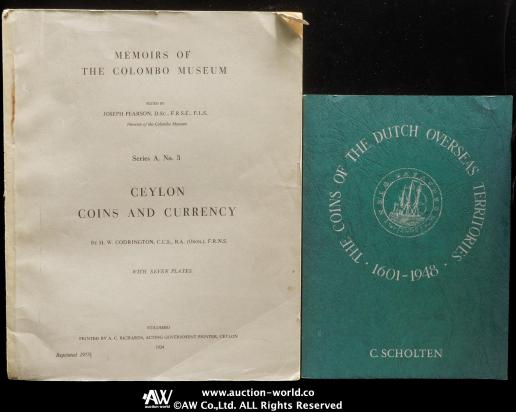 MEMOIRS OF
THE COLOMBO MUSEUM
EDITED BY
JOSEPH PEARSON, D.Sc., F.R.S.E., F.L.S.
Director of the Colombo Museum
Series A, No. 3
CEYLON
COINS AND CURRENCY
BY H. W. CODRINGTON, C.C.S., B.A. (OXON.), F.R.N.S.
WITH SEVEN PLATES
COLOMBO
PRINTED BY A. C. RICHARDS, ACTING GOVERNMENT PRINTER, CEYLON
1924
THE COINS OF THE DUTCH OVERSEAS TERRITORIES ·
· 1601-1948 ·
C. SCHOLTEN
Reprinted
AW
auction-world
www.auction-world.co
©AW Co.,Ltd. ALL Rights Reserved